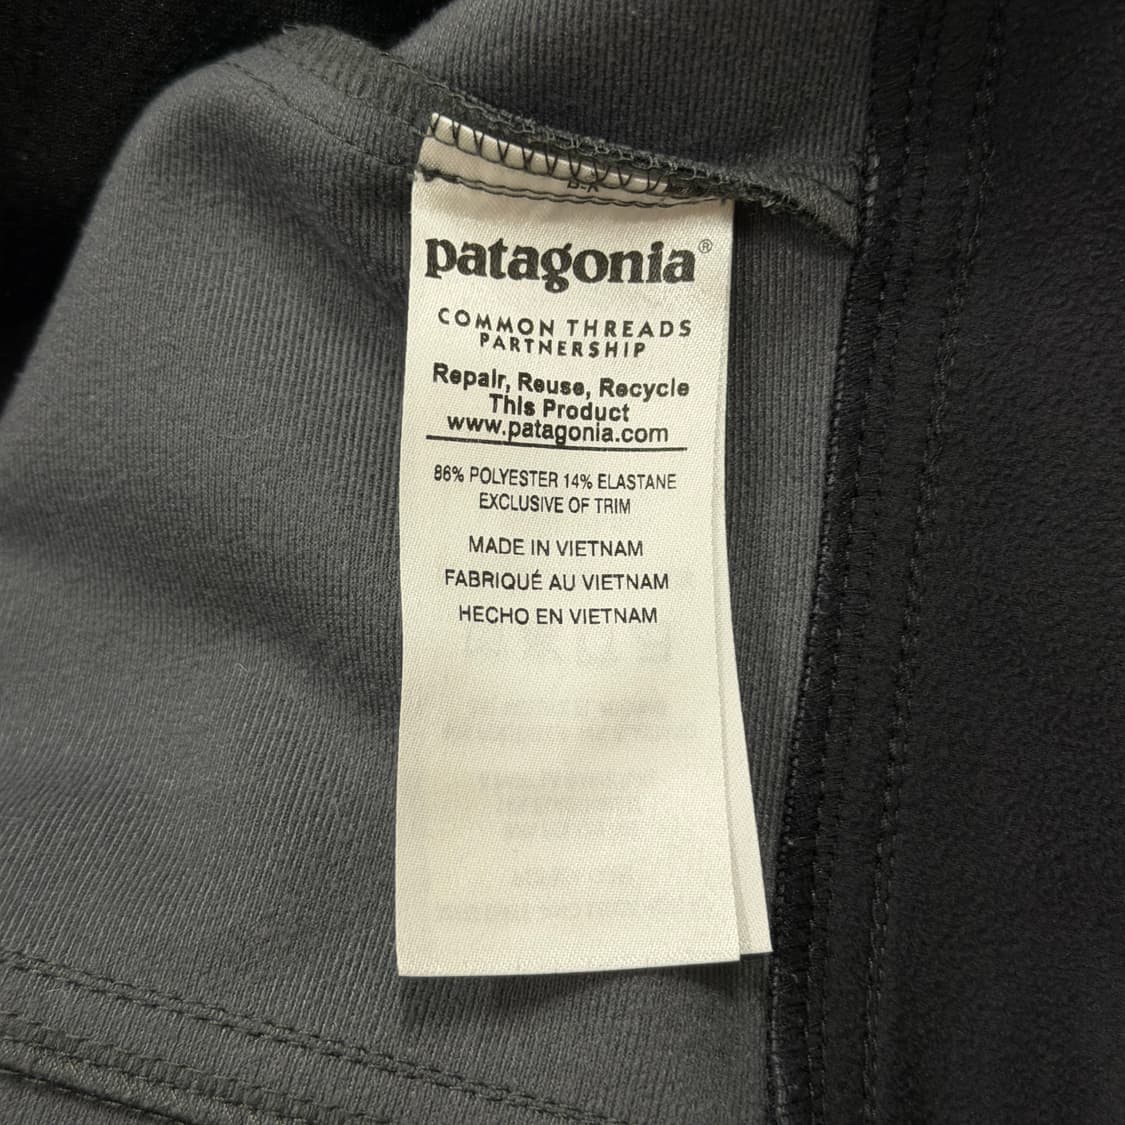 patagonia®
COMMON THREADS
PARTNERSHIP
Repair, Reuse, Recycle
This Product
www.patagonia.com
86% POLYESTER 14% ELASTANE
EXCLUSIVE OF TRIM
MADE IN VIETNAM
FABRIQUÉ AU VIETNAM
HECHO EN VIETNAM